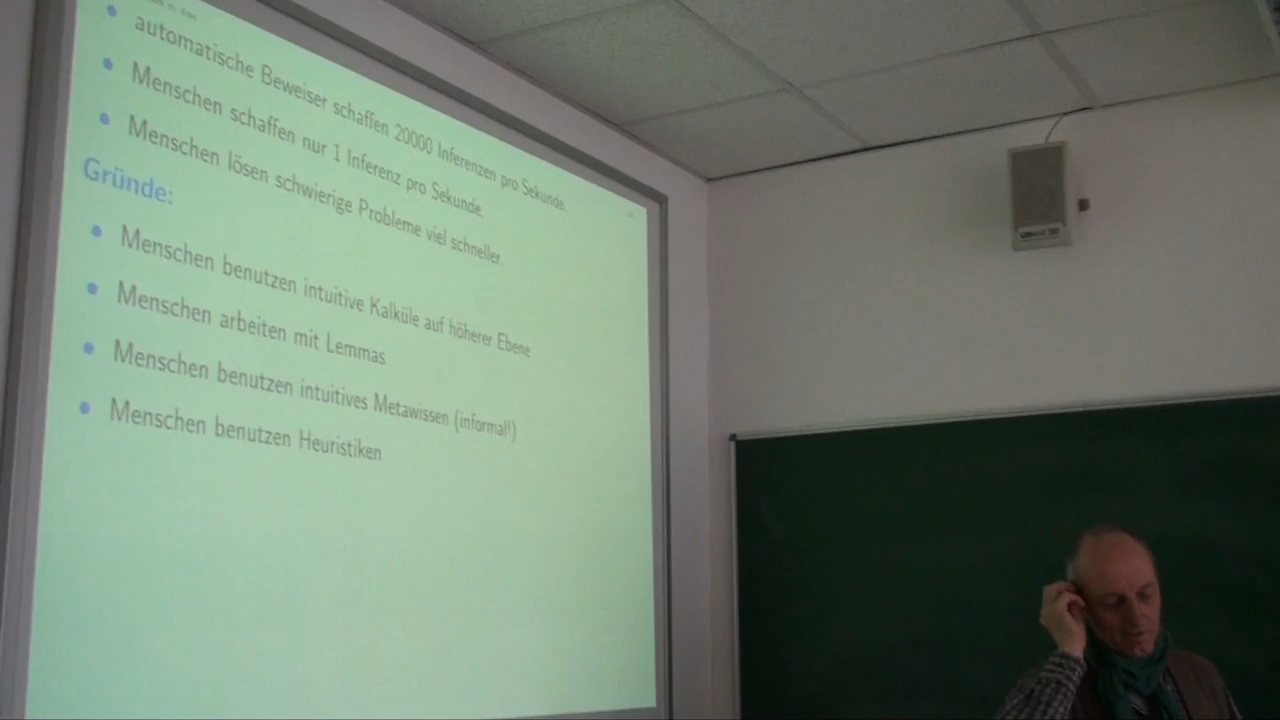 automatische Beweiser schaffen 20000 Inferenzen pro Sekunde.
Menschen schaffen nur 1 Inferenz pro Sekunde.
Menschen lösen schwierige Probleme viel schneller.
Gründe:
Menschen benutzen intuitive Kalküle auf höherer Ebene
Menschen arbeiten mit Lemmas
Menschen benutzen intuitives Metawissen (informal!)
Menschen benutzen Heuristiken